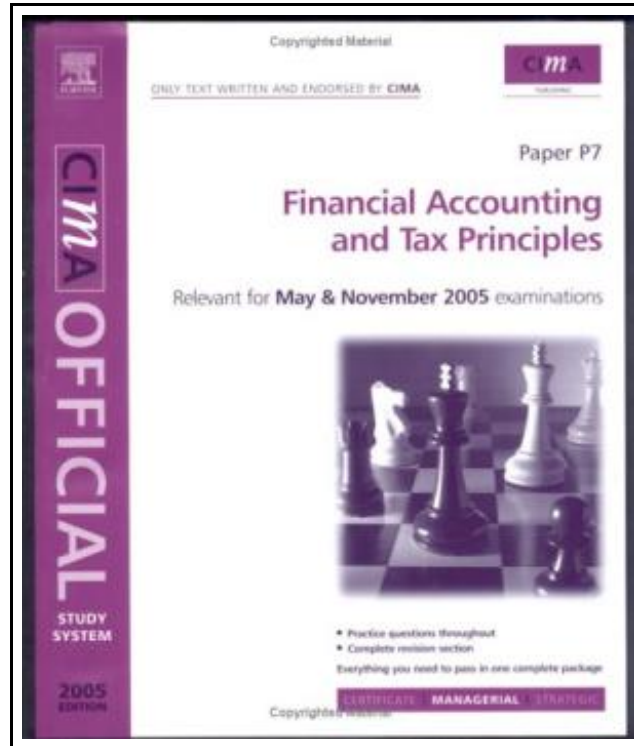 Copyrighted Material
ELSEVIER
CIMA
PUBLISHING
ONLY TEXT WRITTEN AND ENDORSED BY CIMA
Paper P7
Financial Accounting
and Tax Principles
Relevant for May & November 2005 examinations
CIMA OFFICIAL
STUDY
SYSTEM
2005
EDITION
• Practice questions throughout
• Complete revision section
Everything you need to pass in one complete package
CERTIFICATE MANAGERIAL STRATEGIC
Copyrighted Material